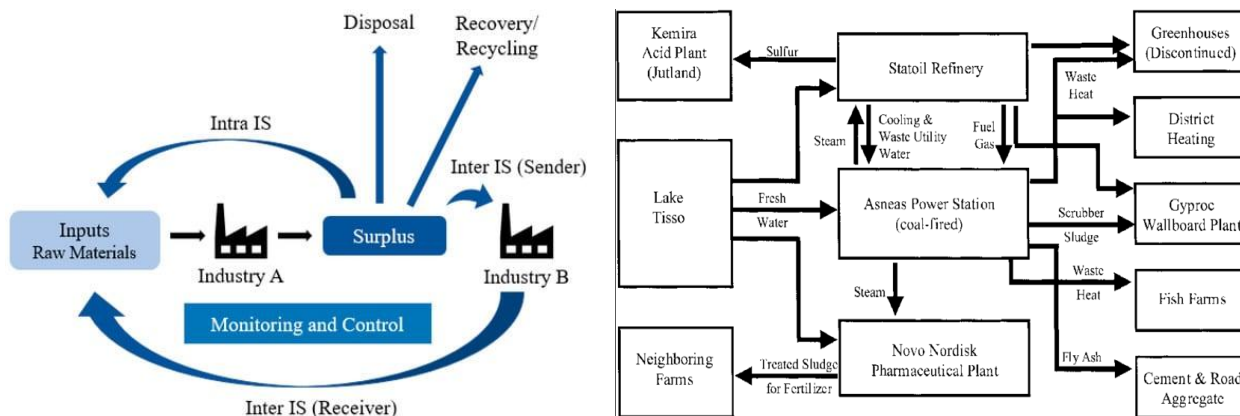 Disposal
Recovery/
Recycling
Intra IS
Inter IS (Sender)
Inputs
Raw Materials
Industry A
Surplus
Industry B
Monitoring and Control
Inter IS (Receiver)
Kemira
Acid Plant
(Jutland)
Sulfur
Statoil Refinery
Greenhouses
(Discontinued)
Waste
Heat
Steam
Cooling &
Waste Utility
Water
Fuel
Gas
District
Heating
Lake
Tisso
Fresh
Water
Asneas Power Station
(coal-fired)
Scrubber
Sludge
Gyproc
Wallboard Plant
Waste
Heat
Fish Farms
Steam
Neighboring
Farms
Treated Sludge
for Fertilizer
Novo Nordisk
Pharmaceutical Plant
Fly Ash
Cement & Road
Aggregate